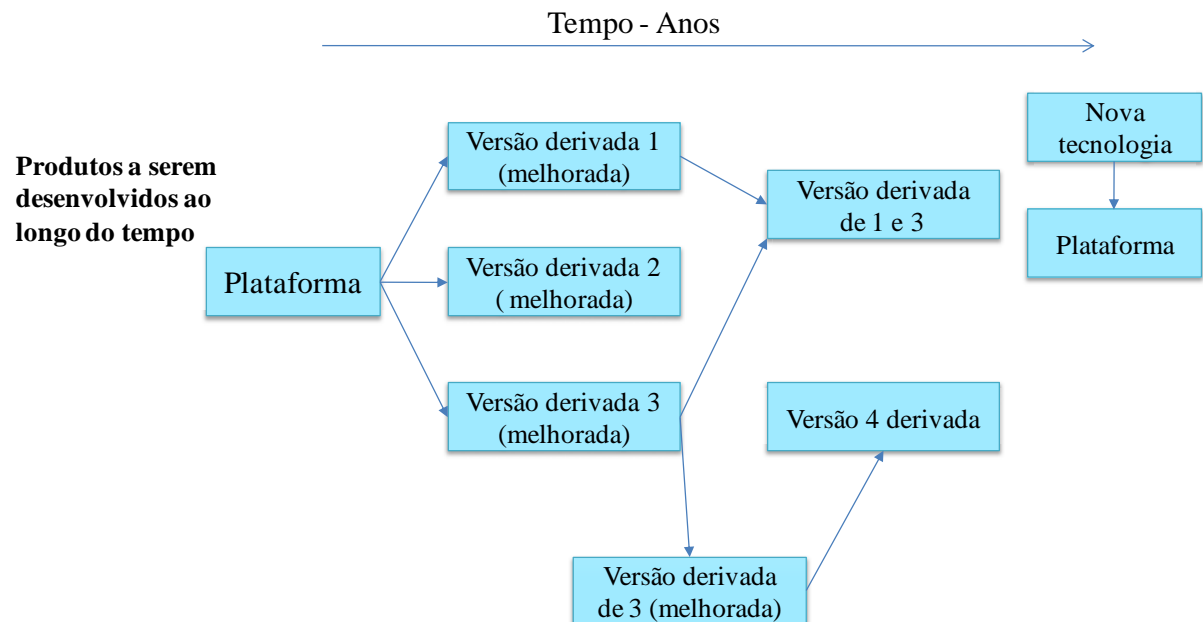 Tempo - Anos
Produtos a serem
desenvolvidos ao
longo do tempo
Plataforma
Versão derivada 1
(melhorada)
Versão derivada 2
( melhorada)
Versão derivada 3
(melhorada)
Versão derivada
de 1 e 3
Versão 4 derivada
Versão derivada
de 3 (melhorada)
Nova
tecnologia
Plataforma